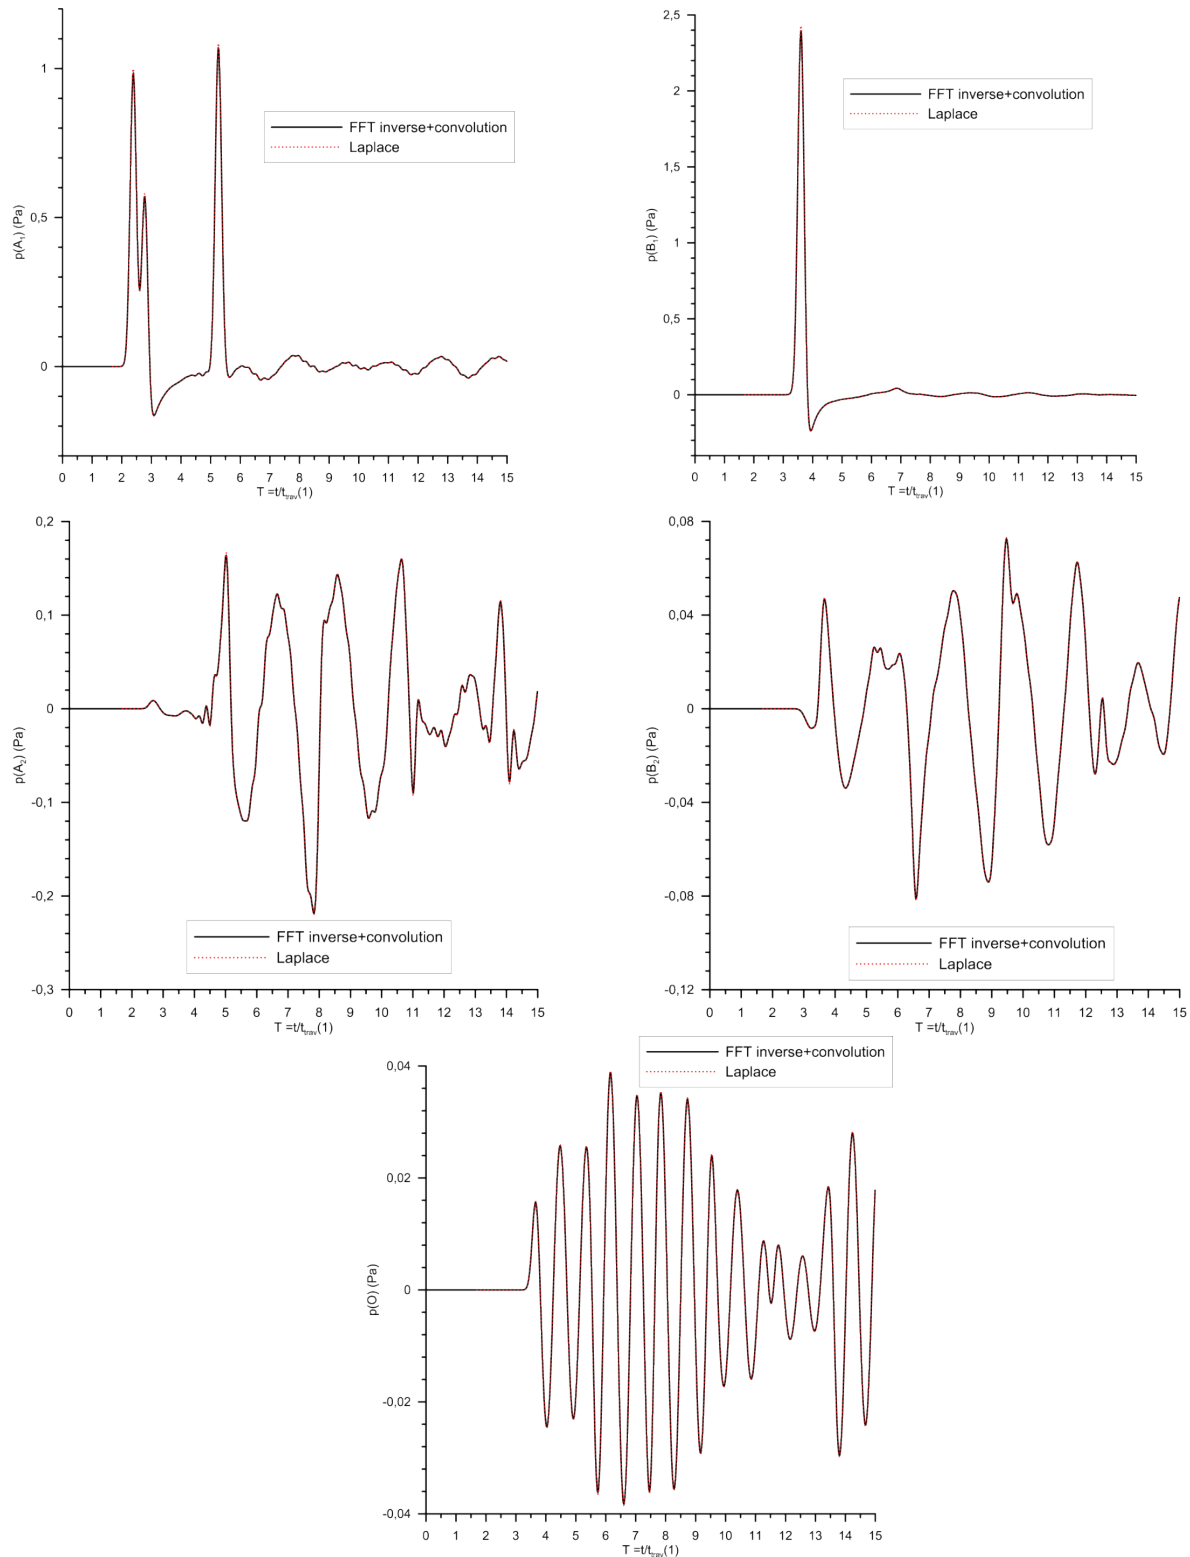 1
0,5
0
p(A1) (Pa)
FFT inverse+convolution
Laplace
0 1 2 3 4 5 6 7 8 9 10 11 12 13 14 15
T =t/ttrav(1)
2,5
2
1,5
1
0,5
0
p(B1) (Pa)
FFT inverse+convolution
Laplace
0 1 2 3 4 5 6 7 8 9 10 11 12 13 14 15
T =t/ttrav(1)
0,2
0,1
0
-0,1
-0,2
-0,3
p(A2) (Pa)
FFT inverse+convolution
Laplace
0 1 2 3 4 5 6 7 8 9 10 11 12 13 14 15
T =t/ttrav(1)
0,08
0,04
0
-0,04
-0,08
-0,12
p(B2) (Pa)
FFT inverse+convolution
Laplace
0 1 2 3 4 5 6 7 8 9 10 11 12 13 14 15
T =t/ttrav(1)
FFT inverse+convolution
Laplace
0,04
0,02
0
-0,02
-0,04
p(O) (Pa)
0 1 2 3 4 5 6 7 8 9 10 11 12 13 14 15
T =t/ttrav(1)